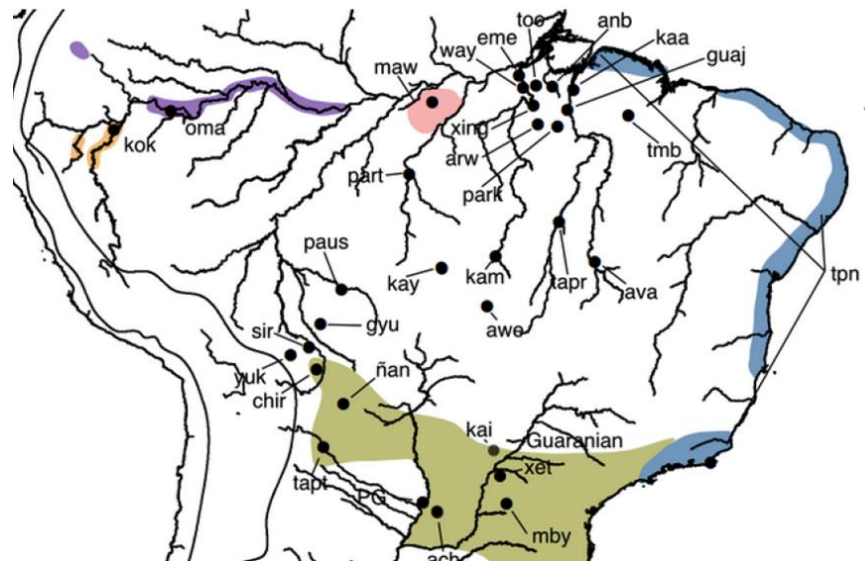 too
anb
eme
kaa
way
guaj
maw
xing
oma
kok
arw
tmb
part
park
paus
kay
kam
tapr
ava
tpn
sir
gyu
awe
yuk
ñan
chir
kai
Guaranian
xet
tapt
PG
mby
ach